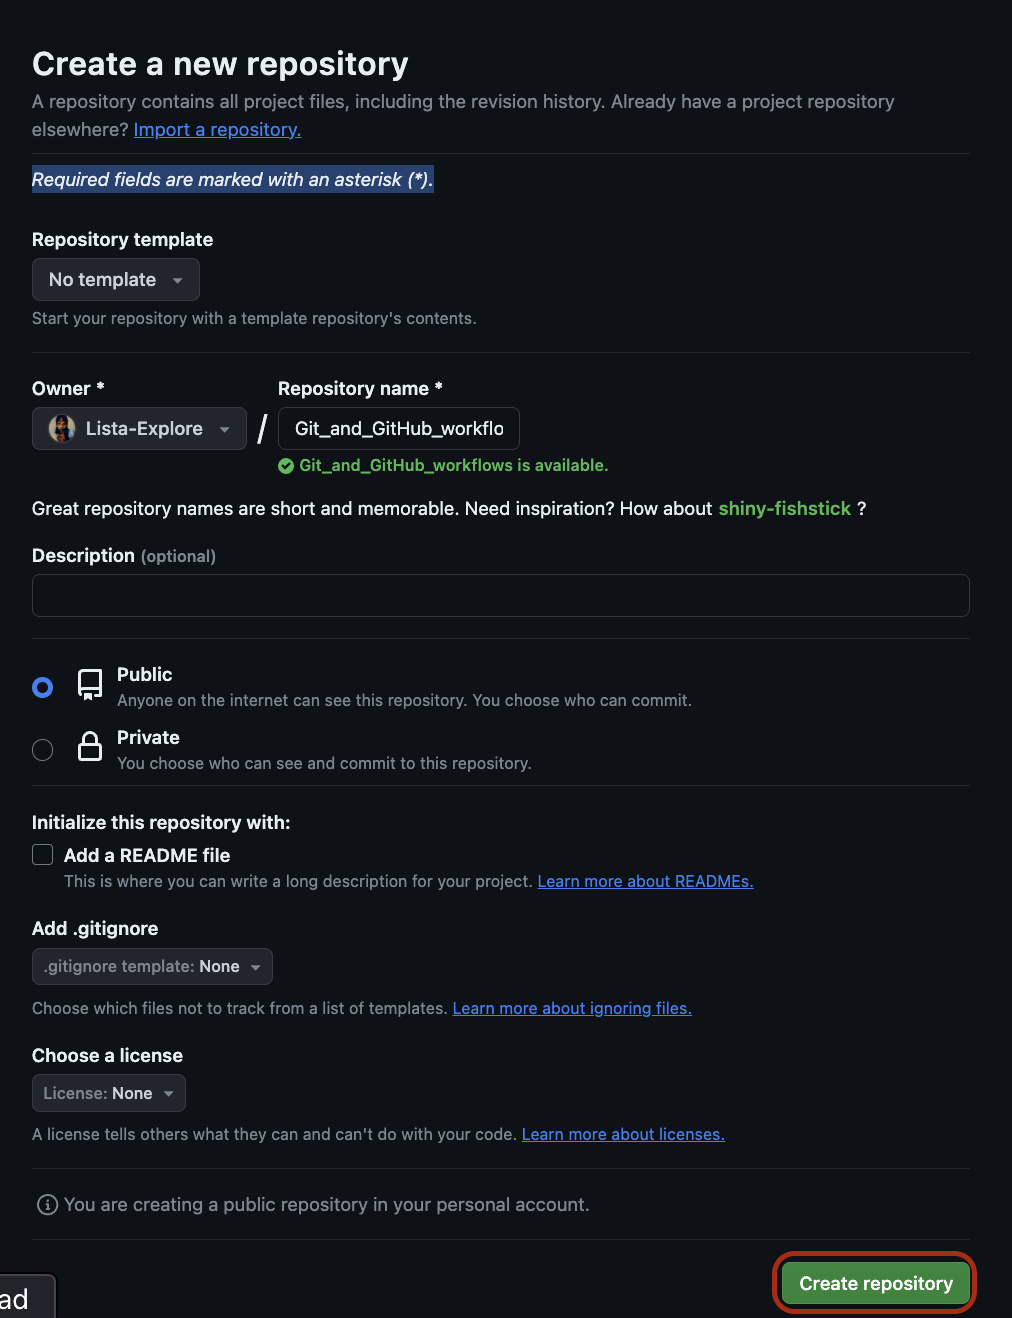 Create a new repository
A repository contains all project files, including the revision history. Already have a project repository
elsewhere? Import a repository.
Required fields are marked with an asterisk (*).
Repository template
No template
Start your repository with a template repository's contents.
Owner *
Repository name *
Lista-Explore
/
Git_and_GitHub_workflo
Git_and_GitHub_workflows is available.
Great repository names are short and memorable. Need inspiration? How about shiny-fishstick ?
Description (optional)
Public
Anyone on the internet can see this repository. You choose who can commit.
Private
You choose who can see and commit to this repository.
Initialize this repository with:
Add a README file
This is where you can write a long description for your project. Learn more about READMEs.
Add .gitignore
.gitignore template: None
Choose which files not to track from a list of templates. Learn more about ignoring files.
Choose a license
License: None
A license tells others what they can and can't do with your code. Learn more about licenses.
You are creating a public repository in your personal account.
Create repository
ad